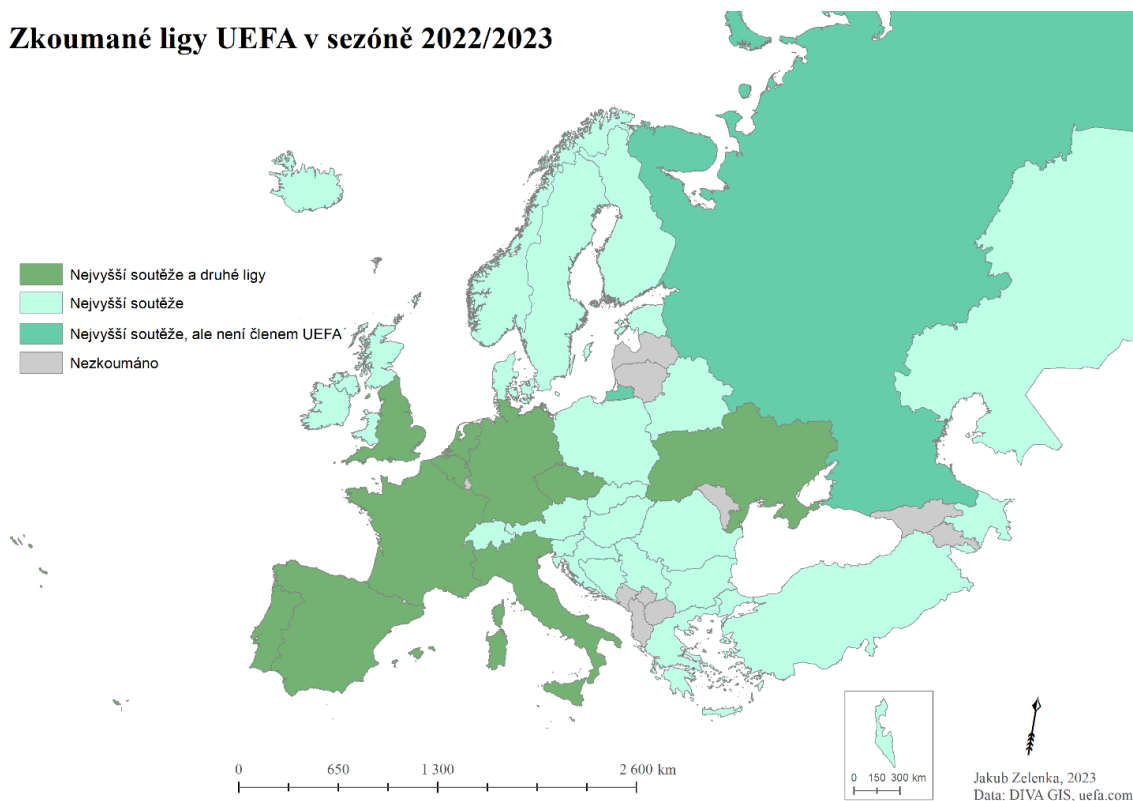 Zkoumané ligy UEFA v sezóně 2022/2023
Nejvyšší soutěže a druhé ligy
Nejvyšší soutěže
Nejvyšší soutěže, ale není členem UEFA
Nezkoumáno
0 650 1 300 2 600 km
0 150 300 km
Jakub Zelenka, 2023
Data: DIVA GIS, uefa.com